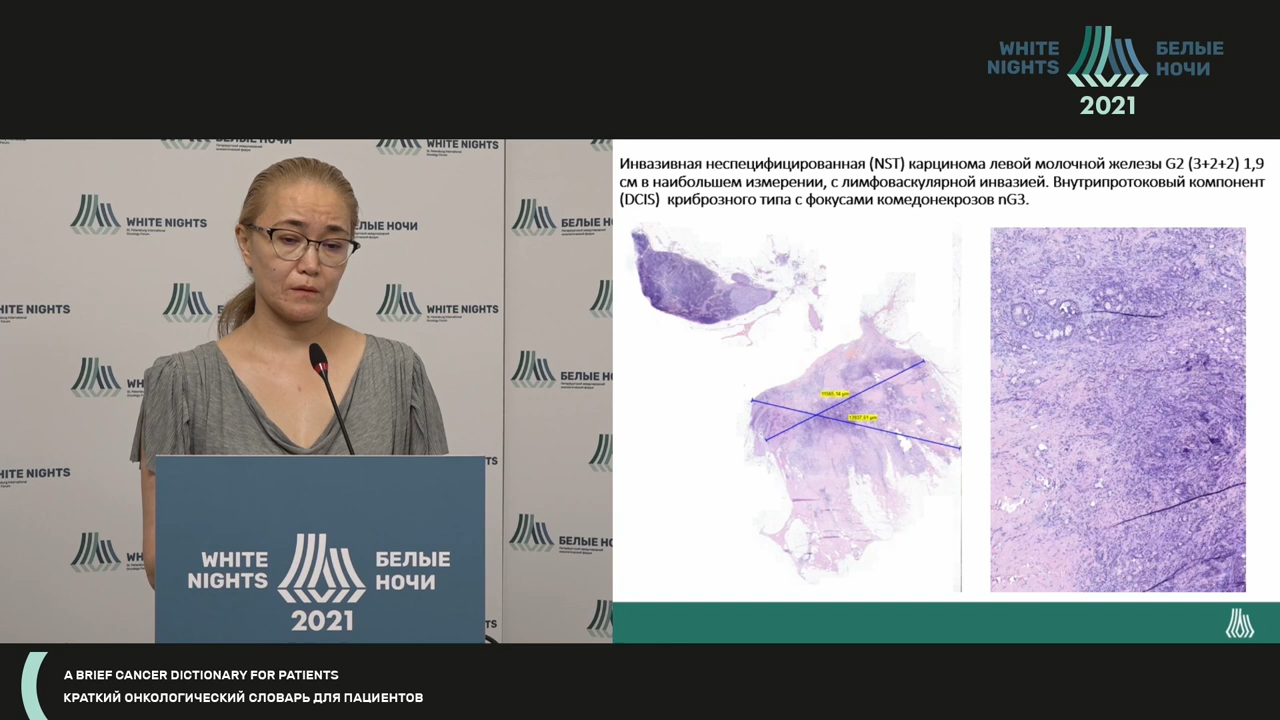 WHITE
NIGHTS
БЕЛЫЕ
НОЧИ
2021
Инвазивная неспецифицированная (NST) карцинома левой молочной железы G2 (3+2+2) 1,9
см в наибольшем измерении, с лимфоваскулярной инвазией. Внутрипротоковый компонент
(DCIS) криброзного типа с фокусами комедонекрозов nG3.
WHITE NIGHTS
WHITE NIGHTS
WHITE NIGHTS
БЕЛЫЕ НОЧИ
БЕЛЫЕ НОЧИ
WHITE
NIGHTS
БЕЛЫЕ
НОЧИ
2021
A BRIEF CANCER DICTIONARY FOR PATIENTS
КРАТКИЙ ОНКОЛОГИЧЕСКИЙ СЛОВАРЬ ДЛЯ ПАЦИЕНТОВ